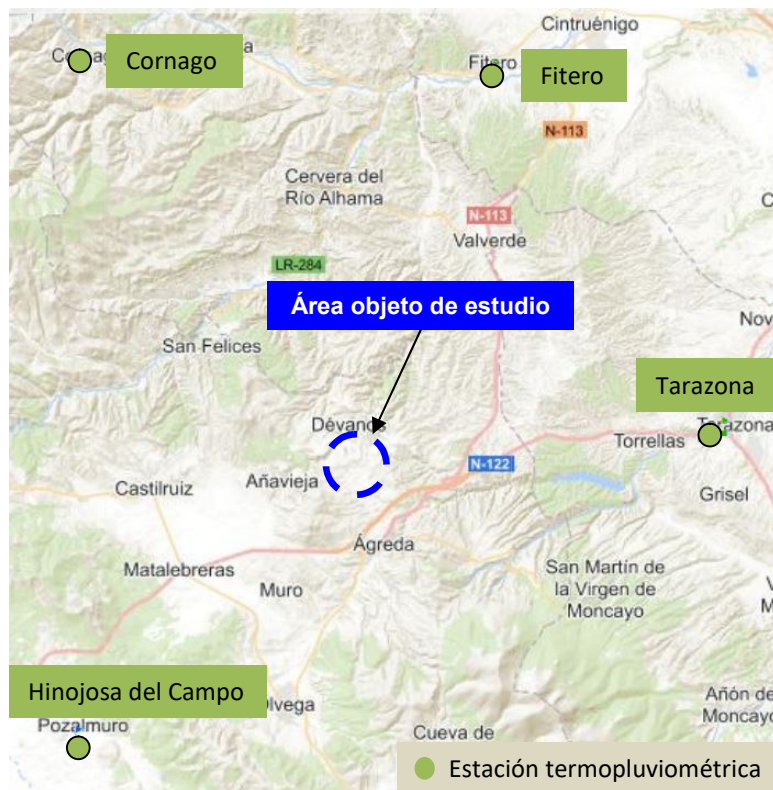 Cintruénigo
Cornago
Fitero
Fitero
N-113
Cervera del
Río Alhama
N-113
Valverde
LR-284
Área objeto de estudio
Nov
San Felices
Tarazona
Dévanos
Tarazona
Torrellas
N-122
Añavieja
Castilruiz
Grisel
Ágreda
San Martín de
la Virgen de
Moncayo
Matalebreras
Muro
Hinojosa del Campo
Añón de
Moncayo
lvega
Pozalmuro
Cueva de
Estación termopluviométrica